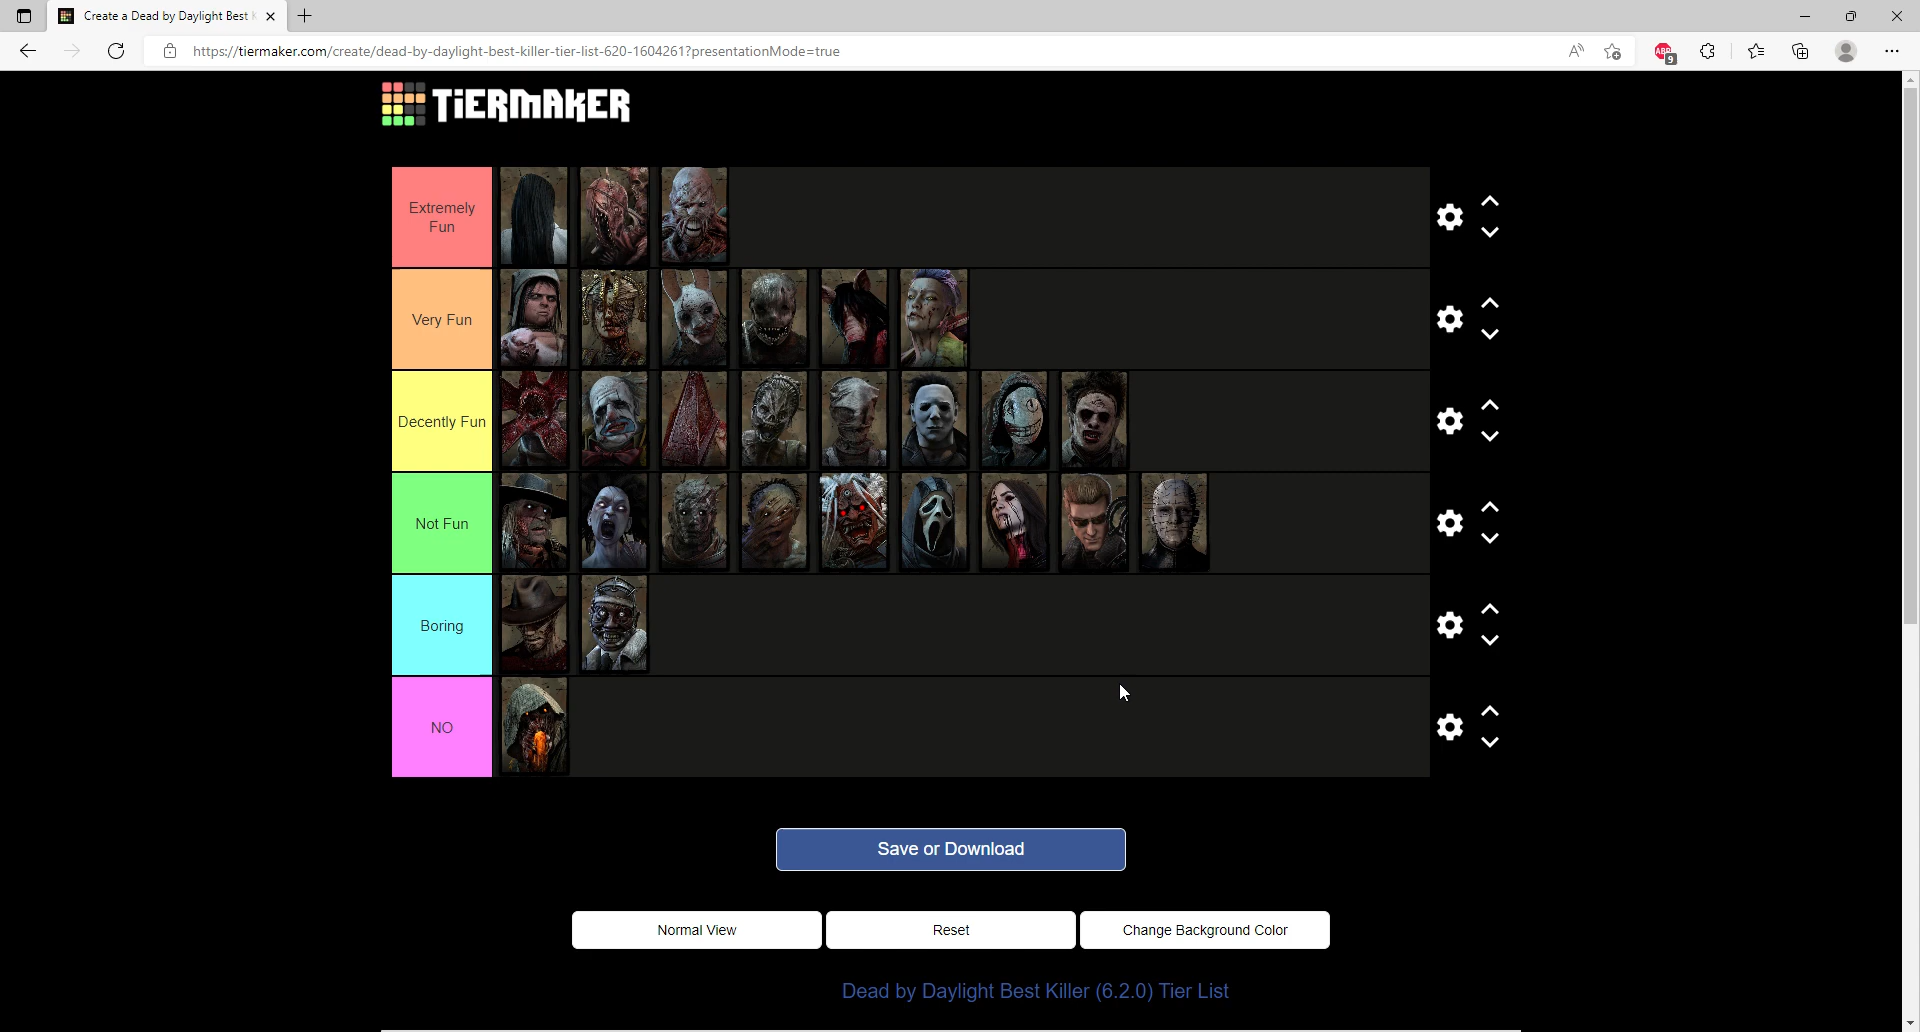 Create a Dead by Daylight Best
https://tiermaker.com/create/dead-by-daylight-best-killer-tier-list-620-1604261?presentationMode=true
ABP
9
TiERMAKER
Extremely
Fun
Very Fun
Decently Fun
Not Fun
Boring
NO
Save or Download
Normal View
Reset
Change Background Color
Dead by Daylight Best Killer (6.2.0) Tier List